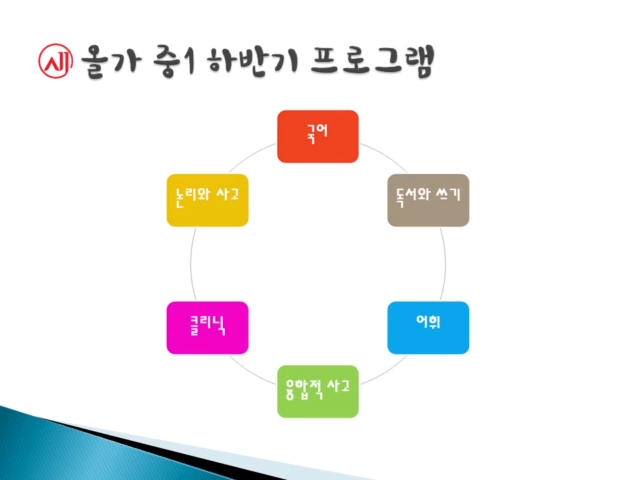 세 올가 중1 하반기 프로그램
국어
독서와 쓰기
어휘
융합적 사고
클리닉
논리와 사고